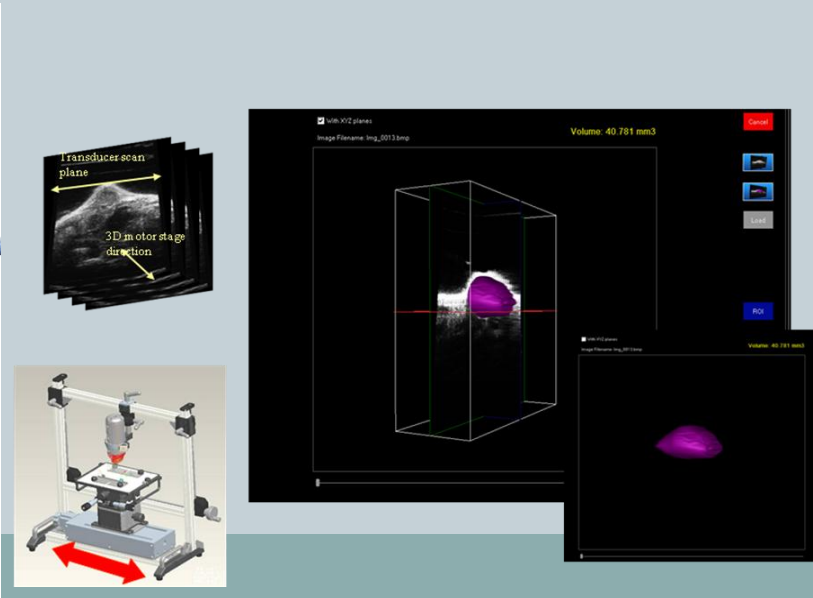 Transducer scan
plane
3D motor stage
direction
With XYZ planes
Image Filename: Img_0013.bmp
Volume: 40.781 mm3
Cancel
Load
ROI
With XYZ planes
Image Filename: Img_0013.bmp
Volume: 40.781 mm3